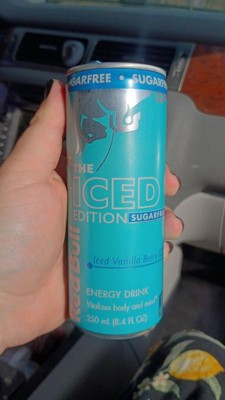 SUGARFREE
THE
ICED
EDITION SUGARFREE
Iced Vanilla Berry
Red Bull
ENERGY DRINK
Vitalizes body and mind
250 ml (8.4 fl oz)